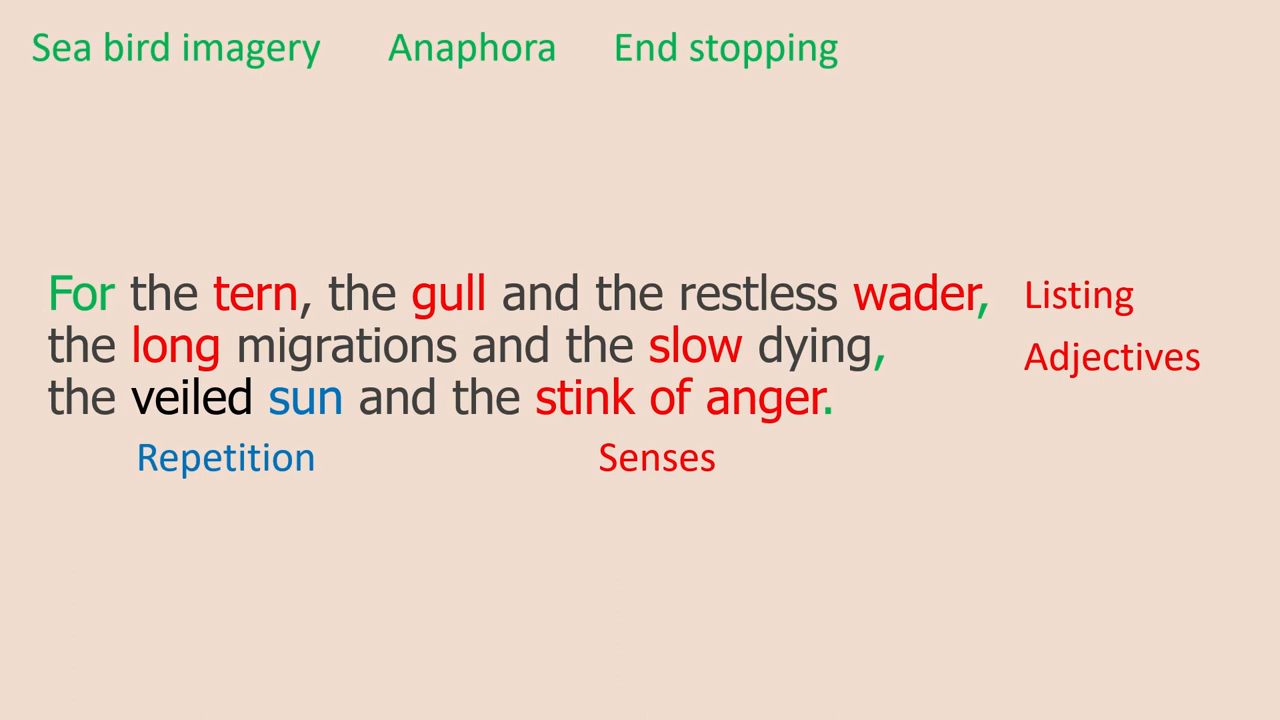 Sea bird imagery Anaphora End stopping
For the tern, the gull and the restless wader, Listing
the long migrations and the slow dying, Adjectives
the veiled sun and the stink of anger.
Repetition Senses